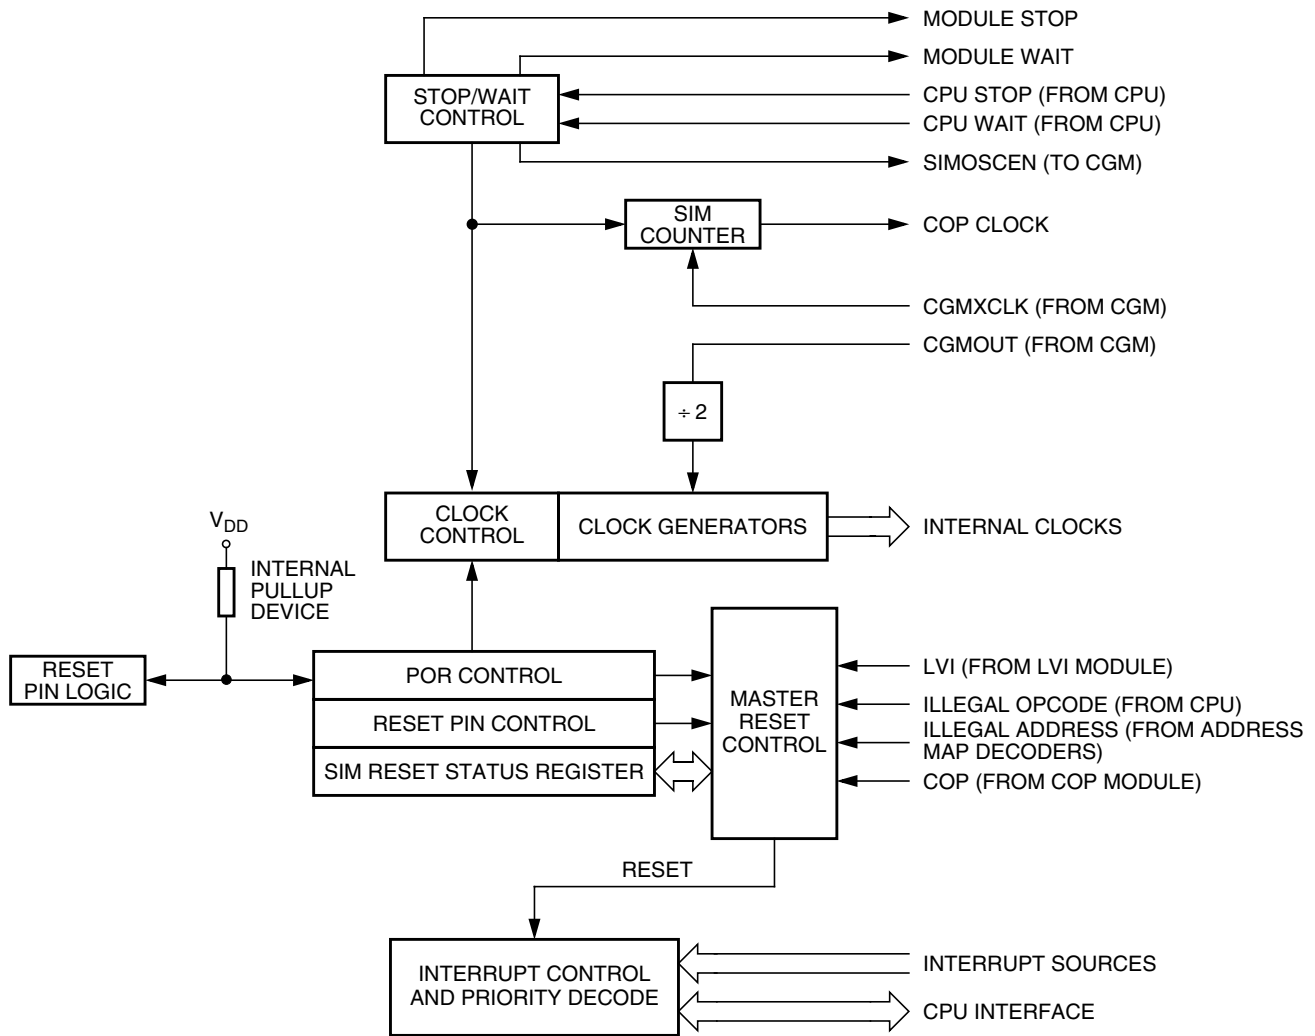 MODULE STOP
MODULE WAIT
STOP/WAIT
CONTROL
CPU STOP (FROM CPU)
CPU WAIT (FROM CPU)
SIMOSCEN (TO CGM)
SIM
COUNTER
COP CLOCK
CGMXCLK (FROM CGM)
CGMOUT (FROM CGM)
÷ 2
CLOCK
CONTROL
CLOCK GENERATORS
INTERNAL CLOCKS
VDD
INTERNAL
PULLUP
DEVICE
RESET
PIN LOGIC
POR CONTROL
RESET PIN CONTROL
SIM RESET STATUS REGISTER
MASTER
RESET
CONTROL
LVI (FROM LVI MODULE)
ILLEGAL OPCODE (FROM CPU)
ILLEGAL ADDRESS (FROM ADDRESS
MAP DECODERS)
COP (FROM COP MODULE)
RESET
INTERRUPT CONTROL
AND PRIORITY DECODE
INTERRUPT SOURCES
CPU INTERFACE